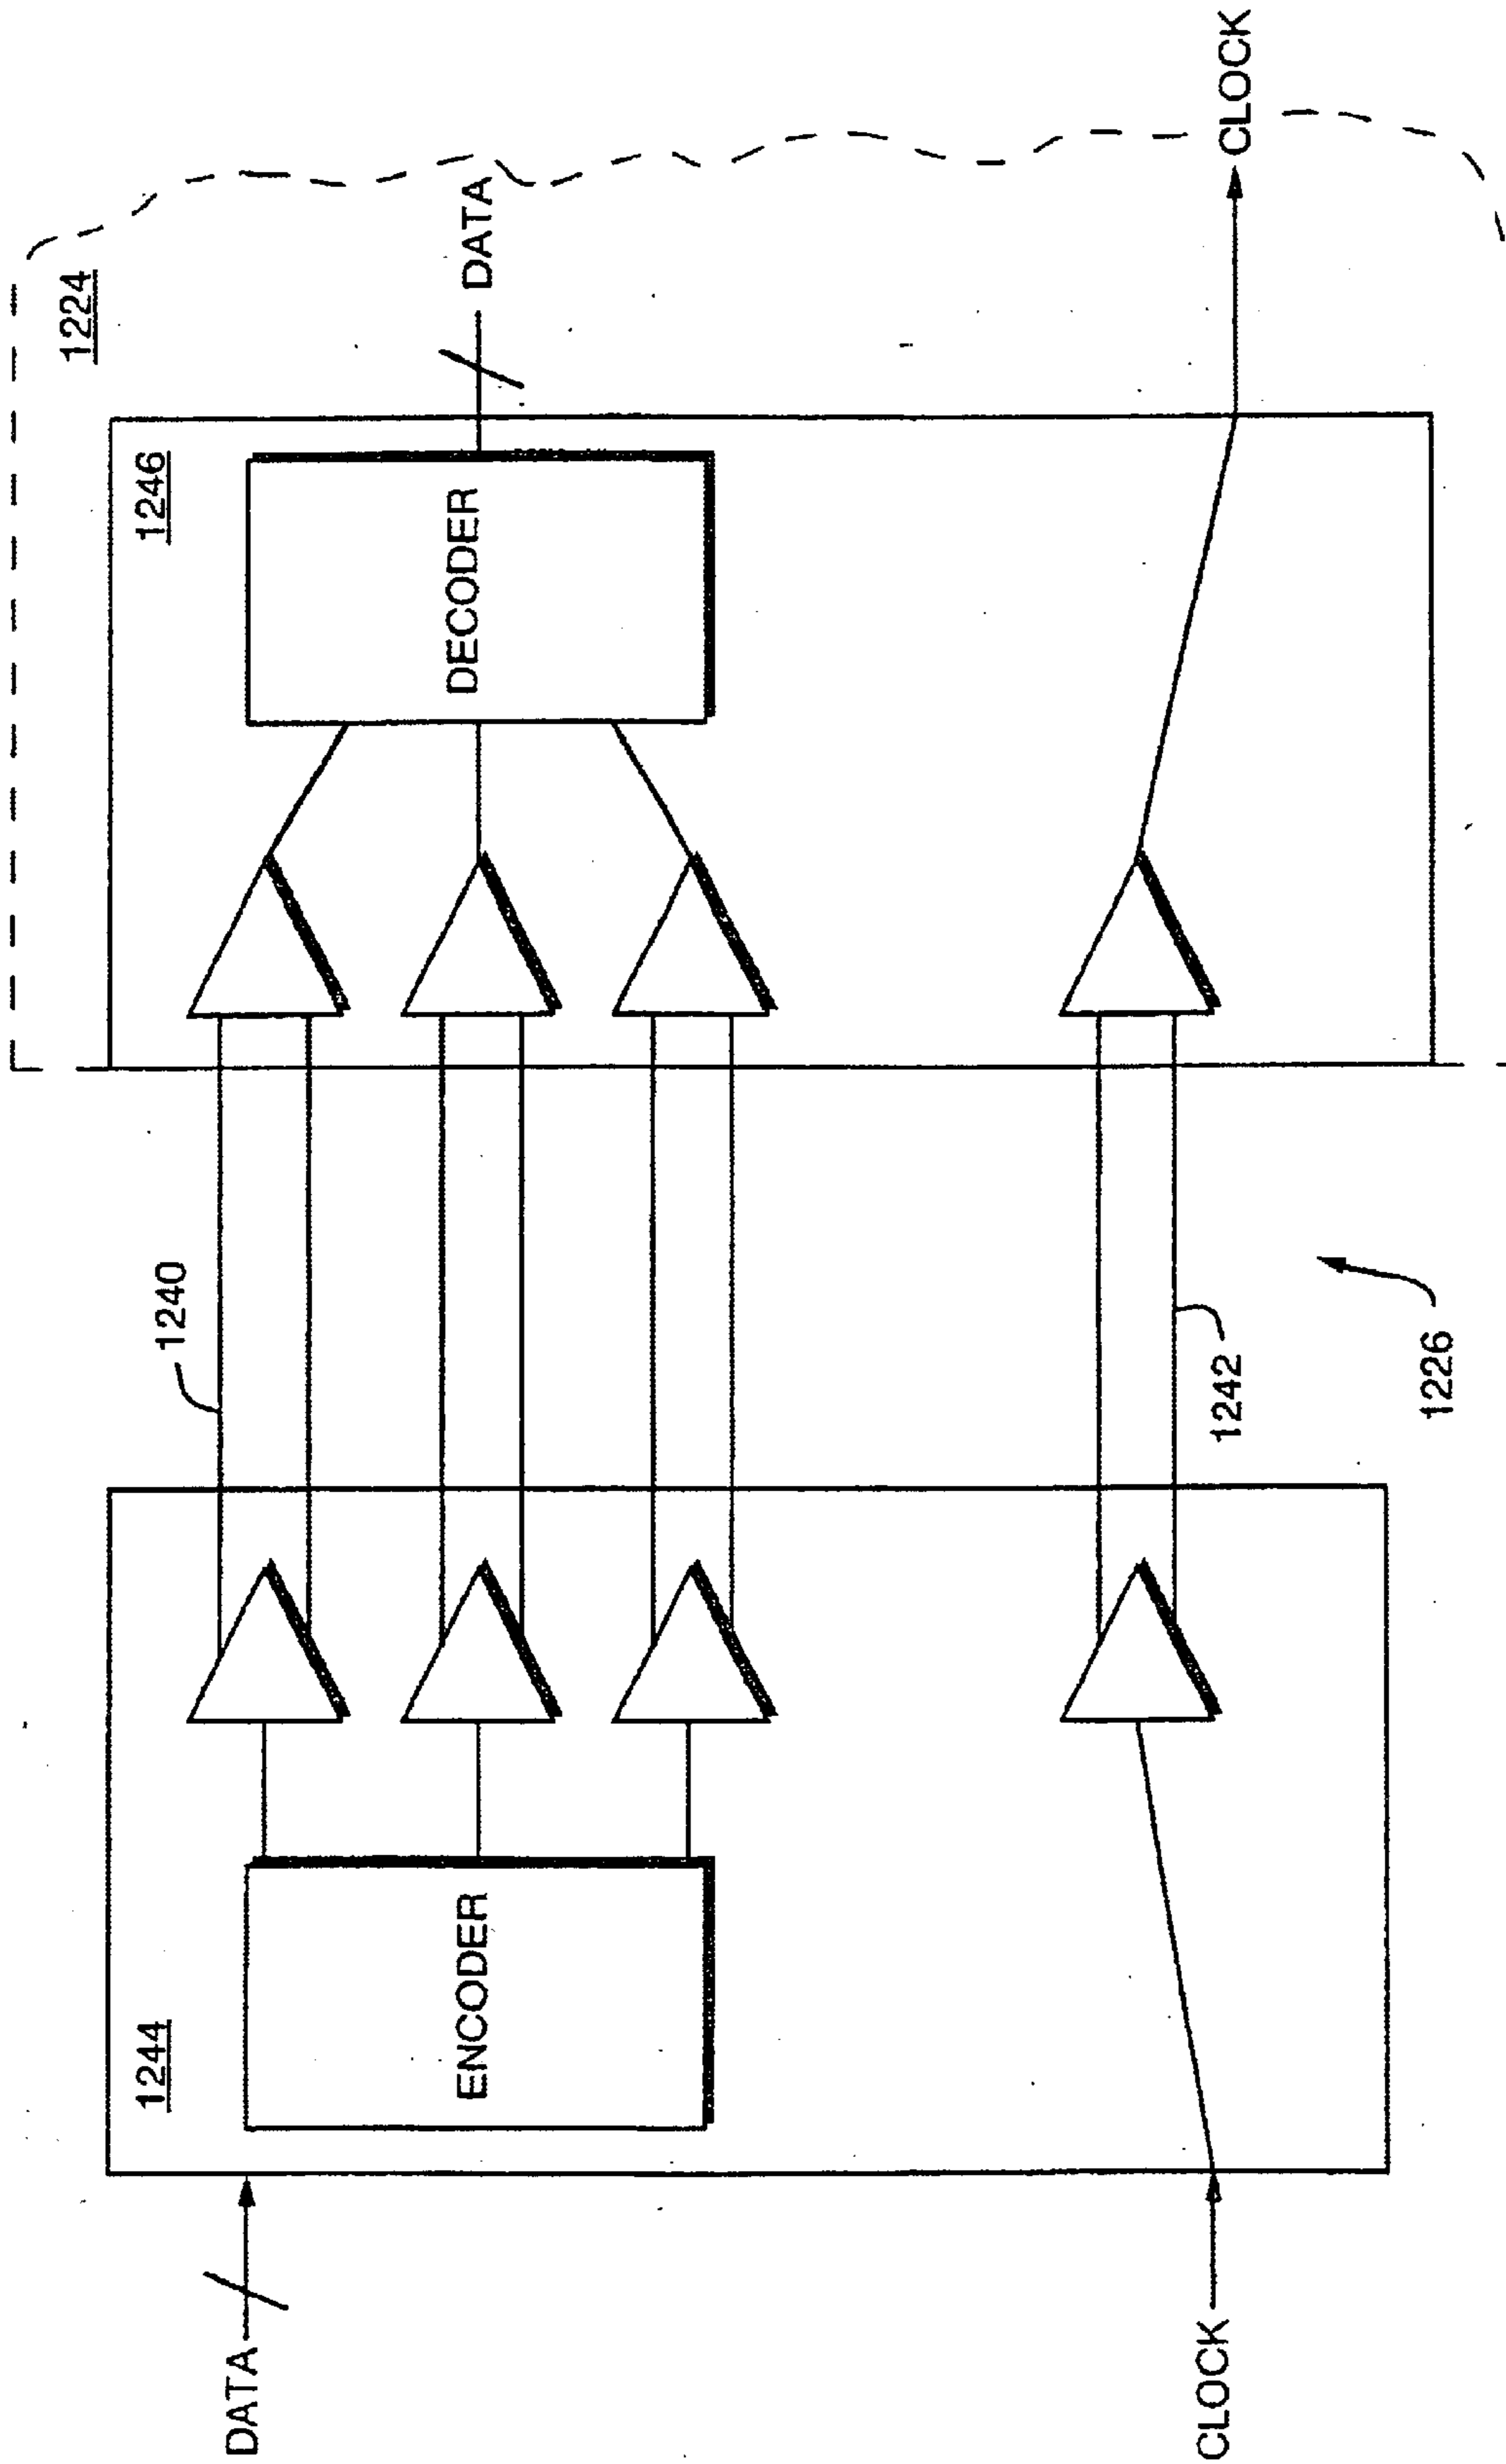 1224
1246
DECODER
DATA
CLOCK
1240
1242
1226
1244
ENCODER
DATA
CLOCK